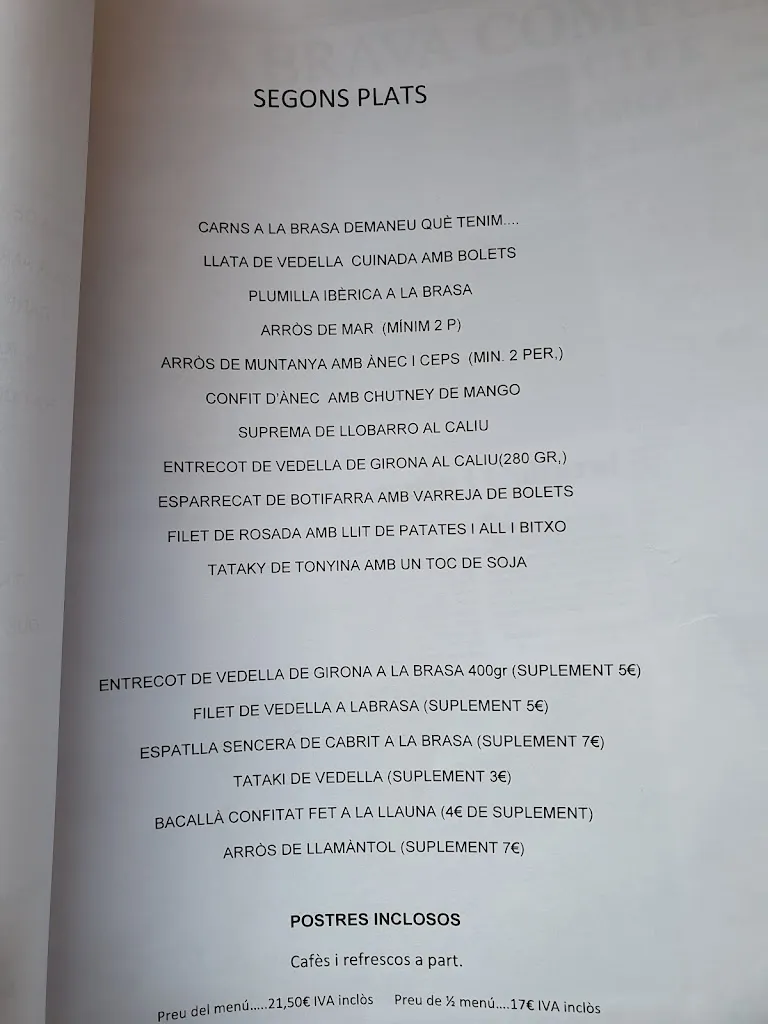 SEGONS PLATS
CARNS A LA BRASA DEMANEU QUÈ TENIM....
LLATA DE VEDELLA CUINADA AMB BOLETS
PLUMILLA IBÈRICA A LA BRASA
ARRÒS DE MAR (MÍNIM 2 P)
ARRÒS DE MUNTANYA AMB ÀNEC I CEPS (MIN. 2 PER,)
CONFIT D'ÀNEC AMB CHUTNEY DE MANGO
SUPREMA DE LLOBARRO AL CALIU
ENTRECOT DE VEDELLA DE GIRONA AL CALIU(280 GR,)
ESPARRECAT DE BOTIFARRA AMB VARREJA DE BOLETS
FILET DE ROSADA AMB LLIT DE PATATES I ALL I BITXO
TATAKY DE TONYINA AMB UN TOC DE SOJA
ENTRECOT DE VEDELLA DE GIRONA A LA BRASA 400gr (SUPLEMENT 5€)
FILET DE VEDELLA A LABRASA (SUPLEMENT 5€)
ESPATLLA SENCERA DE CABRIT A LA BRASA (SUPLEMENT 7€)
TATAKI DE VEDELLA (SUPLEMENT 3€)
BACALLÀ CONFITAT FET A LA LLAUNA (4€ DE SUPLEMENT)
ARRÒS DE LLAMÀNTOL (SUPLEMENT 7€)
POSTRES INCLOSOS
Cafès i refrescos a part.
Preu del menú.....21,50€ IVA inclòs Preu de ½ menú....17€ IVA inclòs